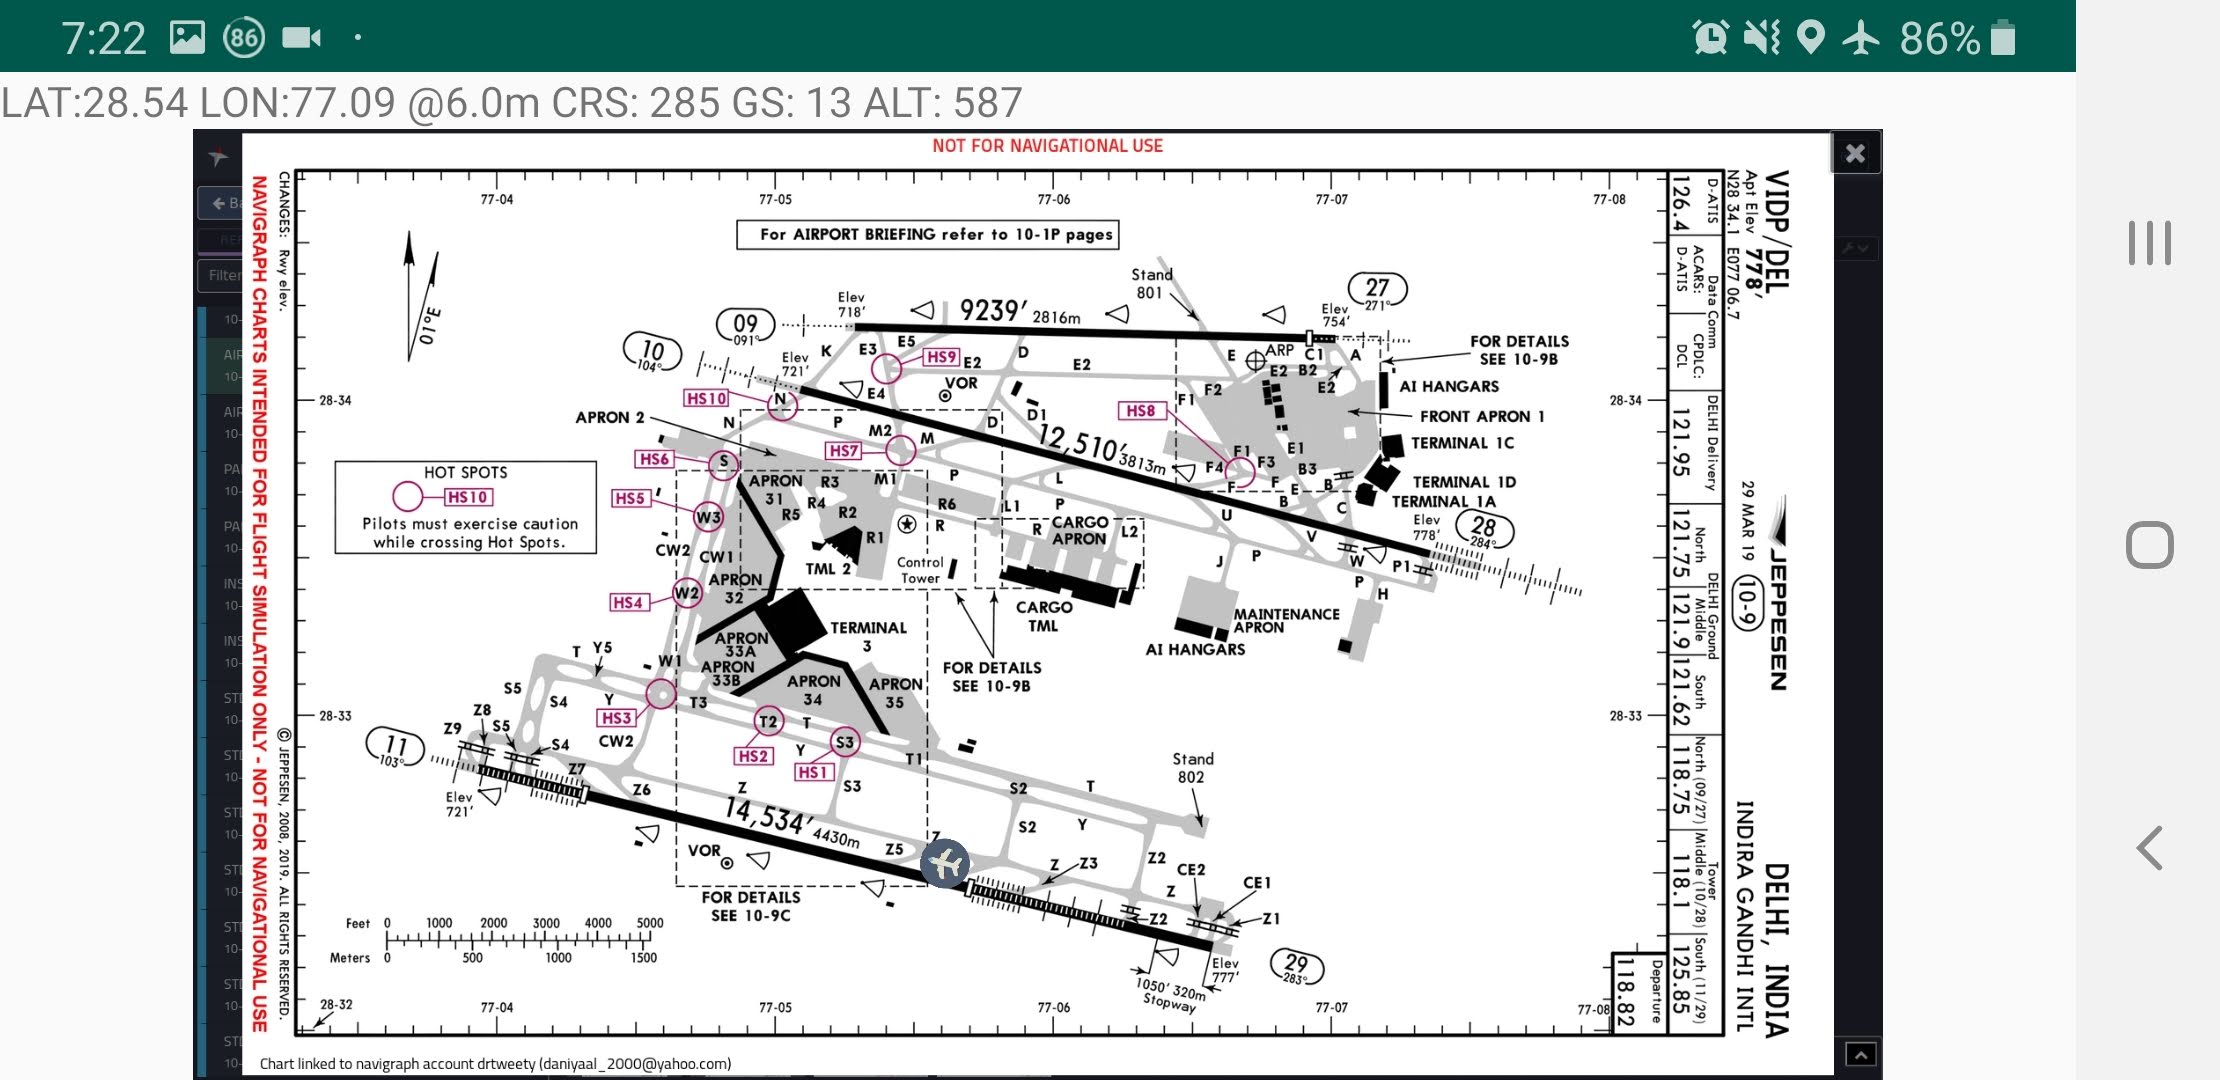 7:22
86
86%
LAT:28.54 LON:77.09 @6.0m CRS: 285 GS: 13 ALT: 587
NOT FOR NAVIGATIONAL USE
NAVIGRAPH CHARTS INTENDED FOR FLIGHT SIMULATION ONLY - NOT FOR NAVIGATIONAL USE
CHANGES: Rwy elev.
© JEPPESEN, 2008, 2019. ALL RIGHTS RESERVED.
77-04
77-05
77-06
77-07
77-08
For AIRPORT BRIEFING refer to 10-1P pages
01°E
Stand
801
27
271°
Elev
718'
9239' 2816m
Elev
754'
09
091°
10
104°
Elev
721'
K
E3
E5
HS9
E2
D
E2
E
ARP
C1
A
E2
B2
E2
FOR DETAILS
SEE 10-9B
AI HANGARS
28-34
28-34
HS10
N
E4
VOR
F2
F1
FRONT APRON 1
APRON 2
N
P
M2
M
D
D1
HS8
12,510' 3813m
TERMINAL 1C
HS7
HS6
S
F1
F4
F3
E1
B3
F
F
E
B
TERMINAL 1D
TERMINAL 1A
HOT SPOTS
HS10
Pilots must exercise caution
while crossing Hot Spots.
HS5
W3
APRON
31
R3
R4
R5
R2
M1
P
L
R6
L1
P
R
R
CARGO
APRON
L2
U
B
C
V
Elev
778'
28
284°
CW2
CW1
R1
TML 2
Control
Tower
J
P
W
P
P1
H
APRON
32
HS4
W2
CARGO
TML
MAINTENANCE
APRON
AI HANGARS
TERMINAL
3
APRON
33A
APRON
33B
APRON
34
APRON
35
FOR DETAILS
SEE 10-9B
T
Y5
W1
S5
S4
Y
HS3
T3
28-33
28-33
T2
T
HS2
Y
S3
HS1
T1
Z8
Z9
S5
S4
CW2
11
103°
Elev
721'
Z7
Z6
Z
S3
14,534' 4430m
S2
T
Stand
802
S2
Y
VOR
Z5
Z
Z
Z3
Z2
CE2
CE1
Z
Z2
Z1
FOR DETAILS
SEE 10-9C
Feet 0 1000 2000 3000 4000 5000
Meters 0 500 1000 1500
Elev
777'
29
283°
1050' 320m
Stopway
28-32
77-04
77-05
77-06
77-07
77-08
VIDP/DEL
Apt Elev 778'
N28 34.1 E077 06.7
29 MAR 19
10-9
JEPPESEN
DELHI, INDIA
INDIRA GANDHI INTL
D-ATIS
126.4
Data Comm
ACARS:
D-ATIS
CPDLC:
DCL
DELHI Delivery
121.95
DELHI Ground
North
121.75
Middle
121.9
South
121.62
Tower
North (09/27)
118.75
Middle (10/28)
118.1
South (11/29)
125.85
Departure
118.82
Chart linked to navigraph account drtweety (daniyaal_2000@yahoo.com)